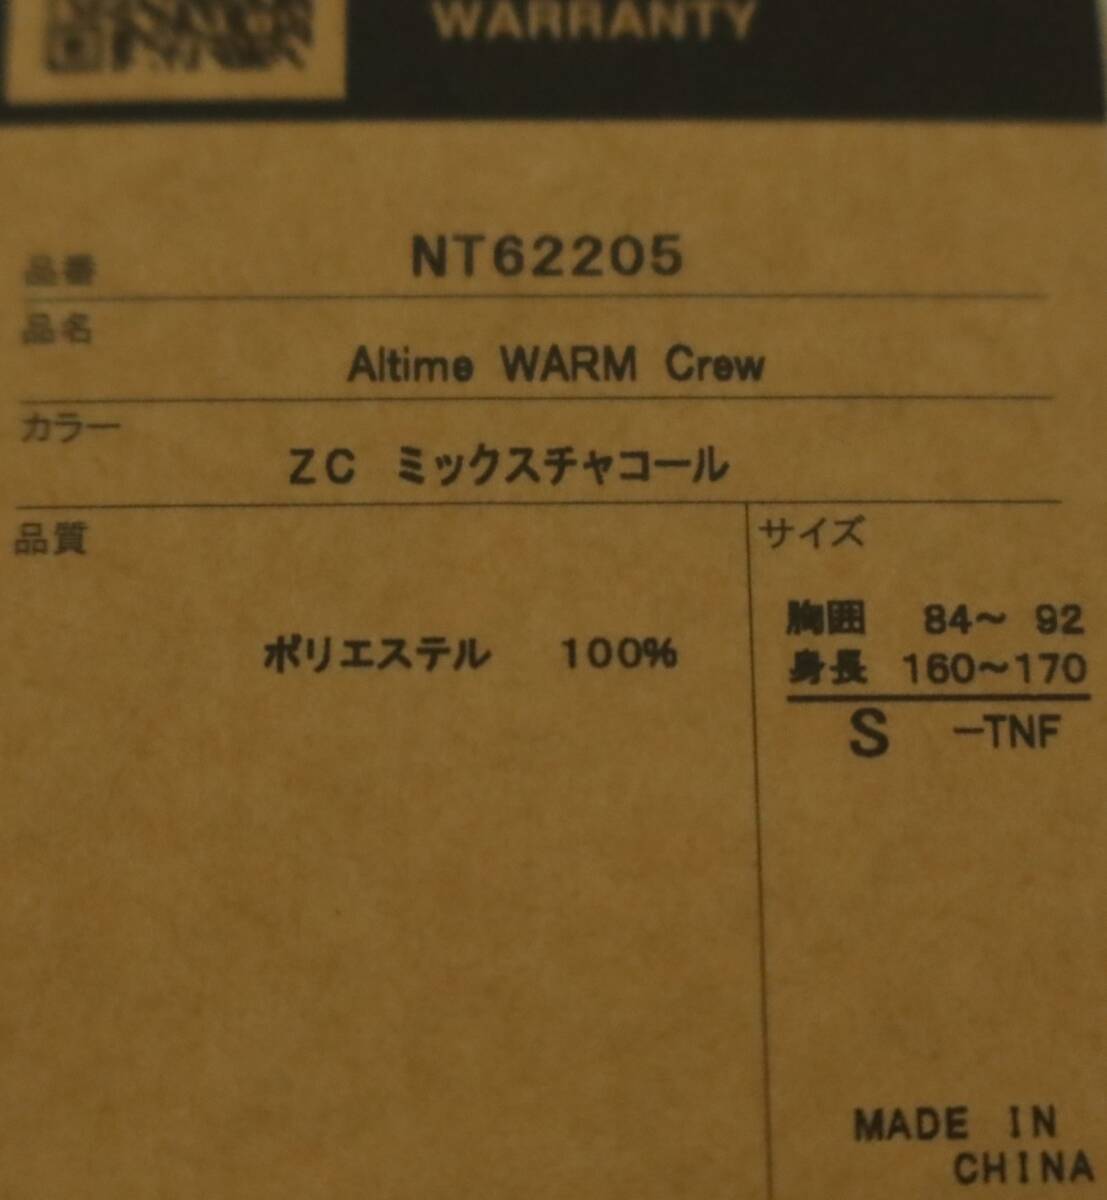 WARRANTY
品番
NT62205
品名
Altime WARM Crew
カラー
ZC ミックスチャコール
品質
サイズ
ポリエステル 100%
胸囲 84～ 92
身長 160～170
S -TNF
MADE IN
CHINA